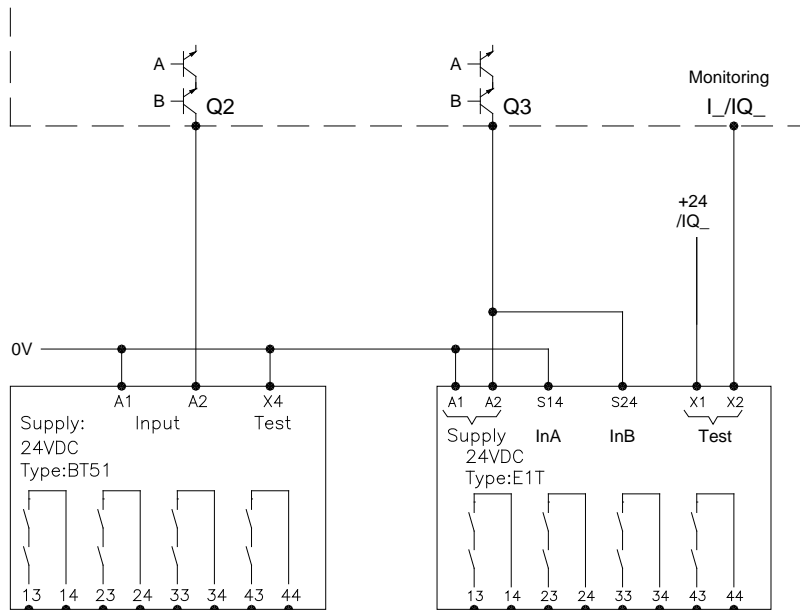 A
B
Q2
A
B
Q3
Monitoring
I_/IQ_
+24
/IQ_
0V
A1 A2 X4
Supply: Input Test
24VDC
Type:BT51
13 14 23 24 33 34 43 44
A1 A2 S14 S24 X1 X2
Supply InA InB Test
24VDC
Type:E1T
13 14 23 24 33 34 43 44